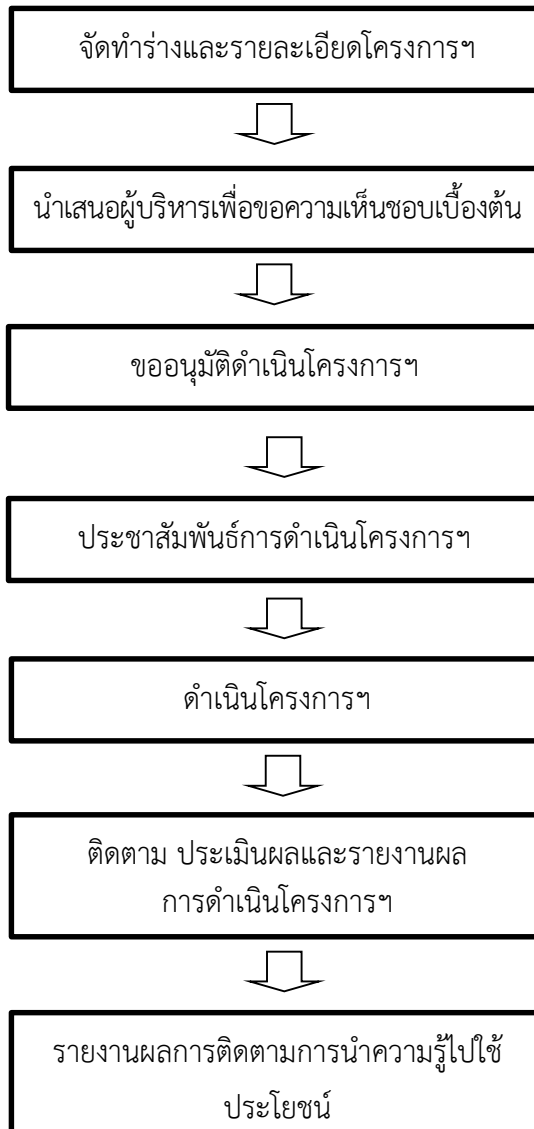 จัดทำร่างและรายละเอียดโครงการฯ
นำเสนอผู้บริหารเพื่อขอความเห็นชอบเบื้องต้น
ขออนุมัติดำเนินโครงการฯ
ประชาสัมพันธ์การดำเนินโครงการฯ
ดำเนินโครงการฯ
ติดตาม ประเมินผลและรายงานผล
การดำเนินโครงการฯ
รายงานผลการติดตามการนำความรู้ไปใช้
ประโยชน์